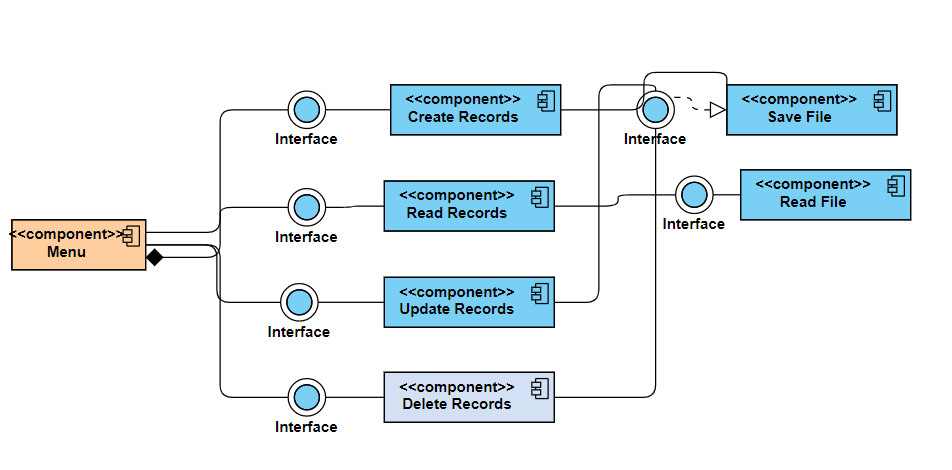 <<component>>
Create Records
Interface
<<component>>
Save File
Interface
<<component>>
Read File
Interface
<<component>>
Read Records
Interface
<<component>>
Menu
<<component>>
Update Records
Interface
<<component>>
Delete Records
Interface